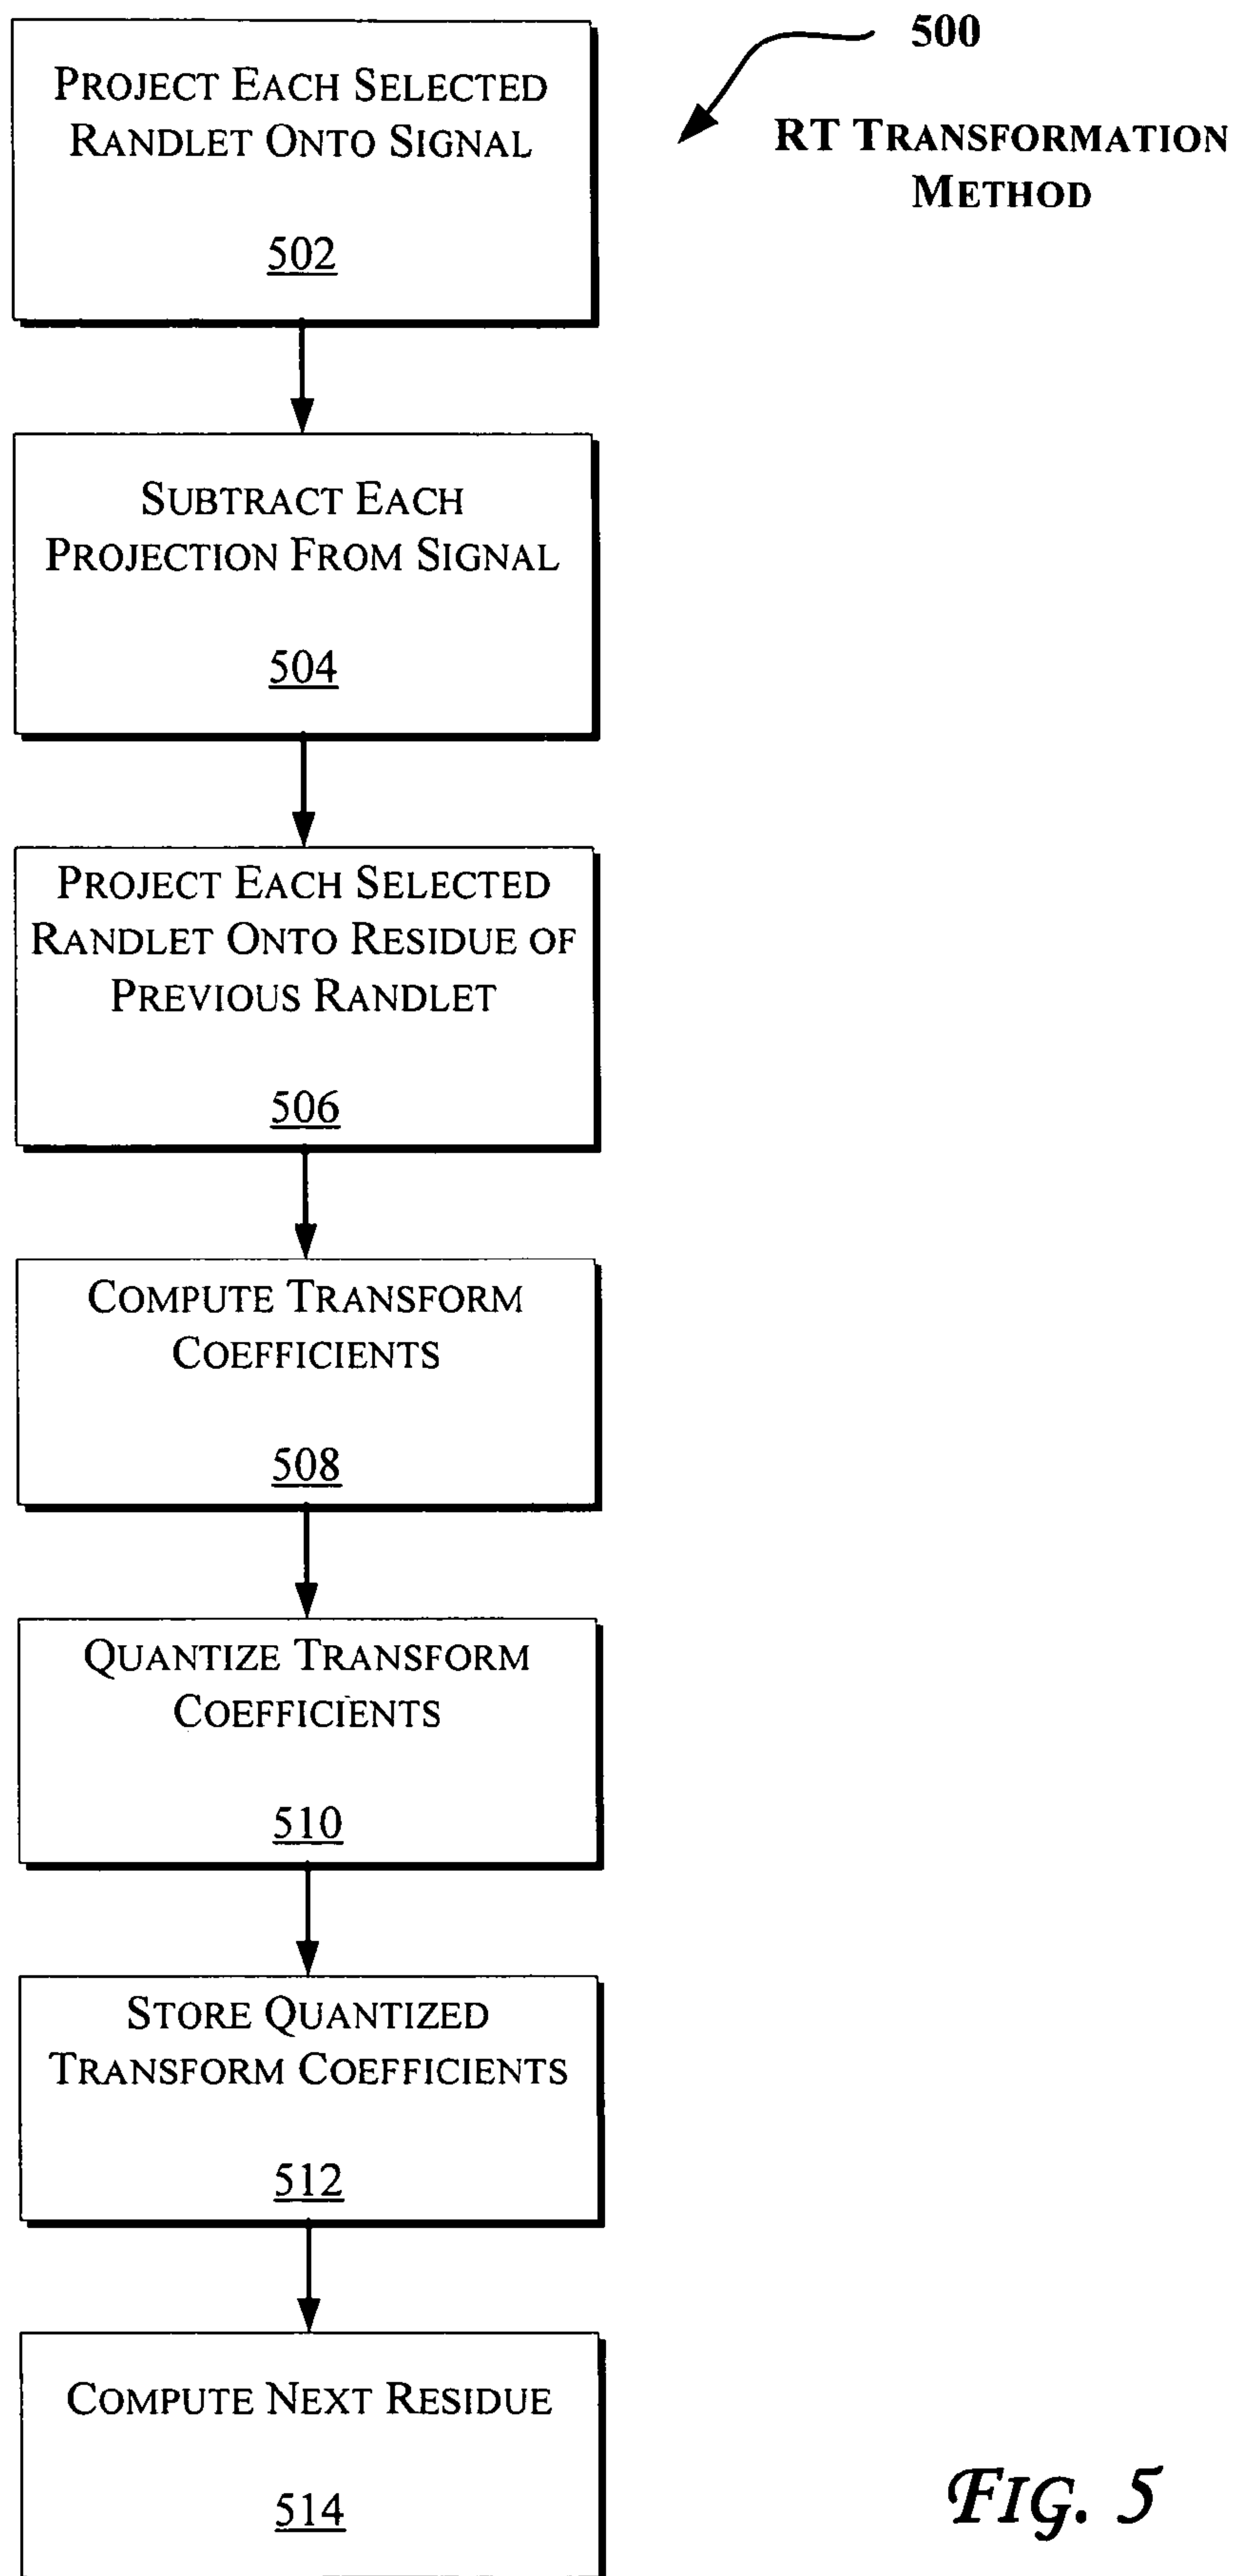 500
RT TRANSFORMATION
METHOD
PROJECT EACH SELECTED
RANDLET ONTO SIGNAL
502
SUBTRACT EACH
PROJECTION FROM SIGNAL
504
PROJECT EACH SELECTED
RANDLET ONTO RESIDUE OF
PREVIOUS RANDLET
506
COMPUTE TRANSFORM
COEFFICIENTS
508
QUANTIZE TRANSFORM
COEFFICIENTS
510
STORE QUANTIZED
TRANSFORM COEFFICIENTS
512
COMPUTE NEXT RESIDUE
514
FIG. 5